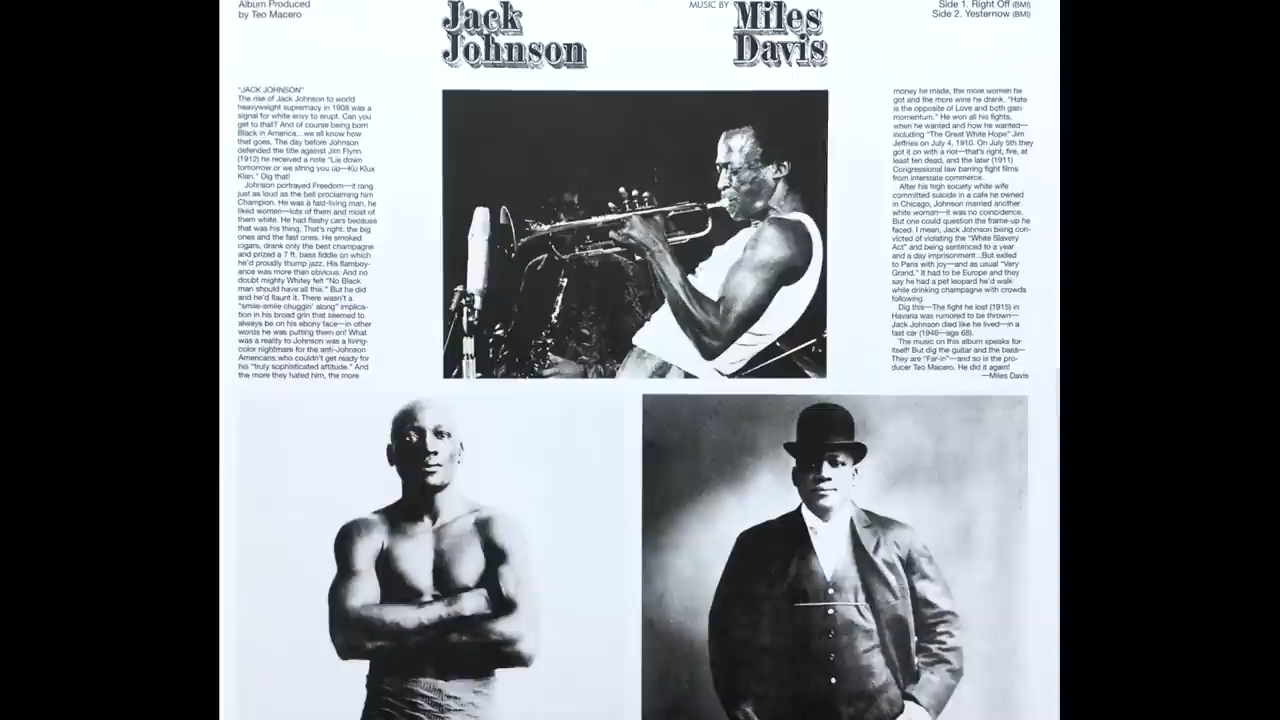 Album Produced
by Teo Macero
Jack
Johnson
MUSIC BY
Miles
Davis
Side 1. Right Off (BMI)
Side 2. Yesternow (BMI)
"JACK JOHNSON"
The rise of Jack Johnson to world
heavyweight supremacy in 1908 was a
signal for white envy to erupt. Can you
get to that? And of course being born
Black in America...we all know how
that goes. The day before Johnson
defended the title against Jim Flynn
(1912) he received a note "Lie down
tomorrow or we string you up—Ku Klux
Klan." Dig that!
Johnson portrayed Freedom—it rang
just as loud as the bell proclaiming him
Champion. He was a fast-living man, he
liked women—lots of them and most of
them white. He had flashy cars because
that was his thing. That's right, the big
ones and the fast ones. He smoked
cigars, drank only the best champagne
and prized a 7 ft. bass fiddle on which
he'd proudly thump jazz. His flamboy-
ance was more than obvious. And no
doubt mighty Whitey felt "No Black
man should have all this." But he did
and he'd flaunt it. There wasn't a
"smile-smile chuggin' along" implica-
tion in his broad grin that seemed to
always be on his ebony face—in other
words he was putting them on! What
was a reality to Johnson was a living-
color nightmare for the anti-Johnson
Americans who couldn't get ready for
his "truly sophisticated attitude." And
the more they hated him, the more
money he made, the more women he
got and the more wine he drank. "Hate
is the opposite of Love and both gain
momentum." He won all his fights,
when he wanted and how he wanted—
including "The Great White Hope" Jim
Jeffries on July 4, 1910. On July 5th they
got it on with a riot—that's right, fire, at
least ten dead, and the later (1911)
Congressional law barring fight films
from interstate commerce.
After his high society white wife
committed suicide in a cafe he owned
in Chicago, Johnson married another
white woman—it was no coincidence.
But one could question the frame-up he
faced. I mean, Jack Johnson being con-
victed of violating the "White Slavery
Act" and being sentenced to a year
and a day imprisonment...But exiled
to Paris with joy—and as usual "Very
Grand." It had to be Europe and they
say he had a pet leopard he'd walk
while drinking champagne with crowds
following.
Dig this—The fight he lost (1915) in
Havana was rumored to be thrown—
Jack Johnson died like he lived—in a
fast car (1946—age 68).
The music on this album speaks for
itself! But dig the guitar and the bass—
They are "Far-in"—and so is the pro-
ducer Teo Macero. He did it again!
—Miles Davis